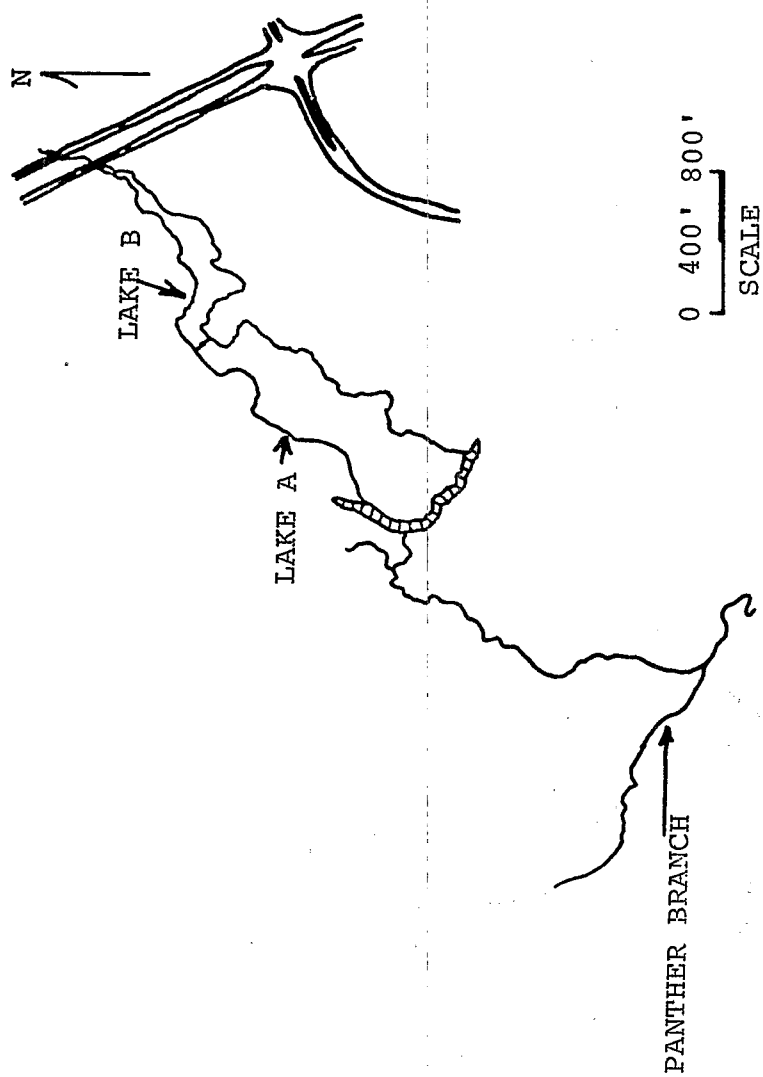 N
LAKE B
LAKE A
PANTHER BRANCH
0 400' 800'
SCALE